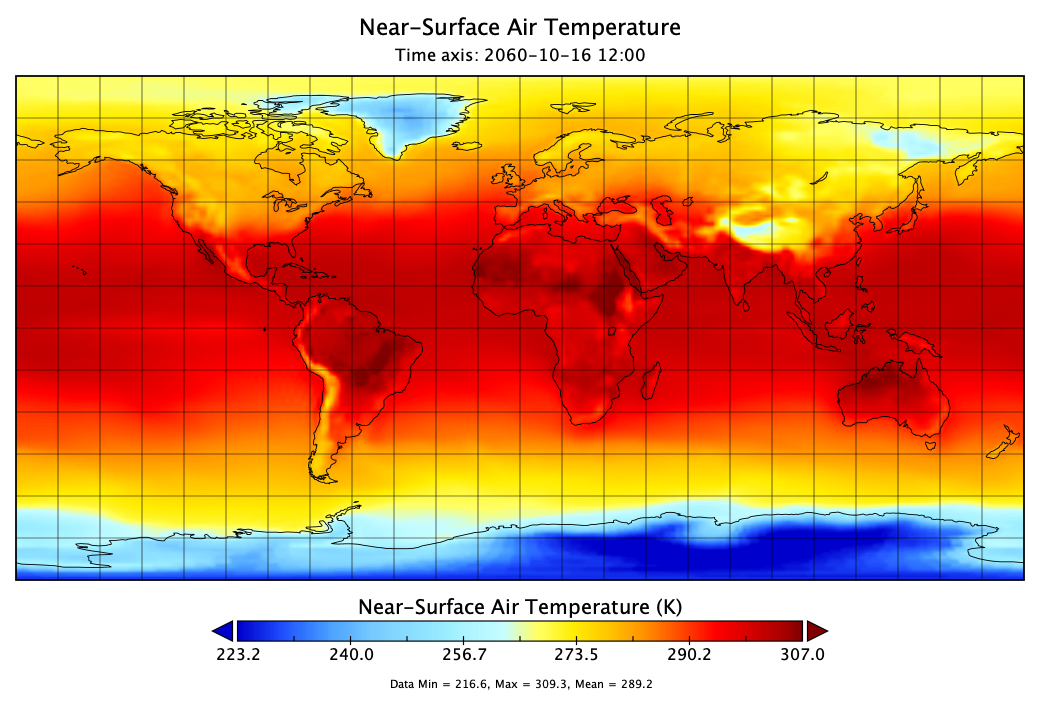 Near-Surface Air Temperature
Time axis: 2060-10-16 12:00
Near-Surface Air Temperature (K)
223.2 240.0 256.7 273.5 290.2 307.0
Data Min = 216.6, Max = 309.3, Mean = 289.2